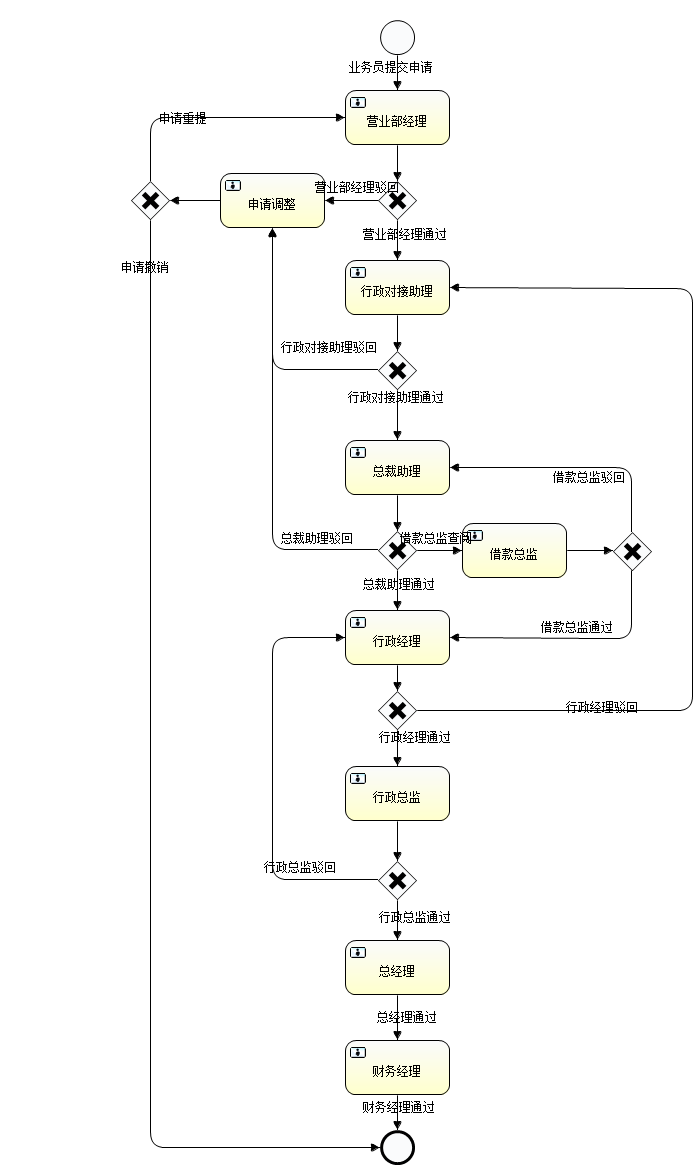 业务员提交申请
营业部经理
申请重提
营业部经理驳回
申请调整
营业部经理通过
申请撤销
行政对接助理
行政对接助理驳回
行政对接助理通过
总裁助理
借款总监驳回
总裁助理驳回
借款总监查阅
借款总监
总裁助理通过
借款总监通过
行政经理
行政经理驳回
行政经理通过
行政总监
行政总监驳回
行政总监通过
总经理
总经理通过
财务经理
财务经理通过